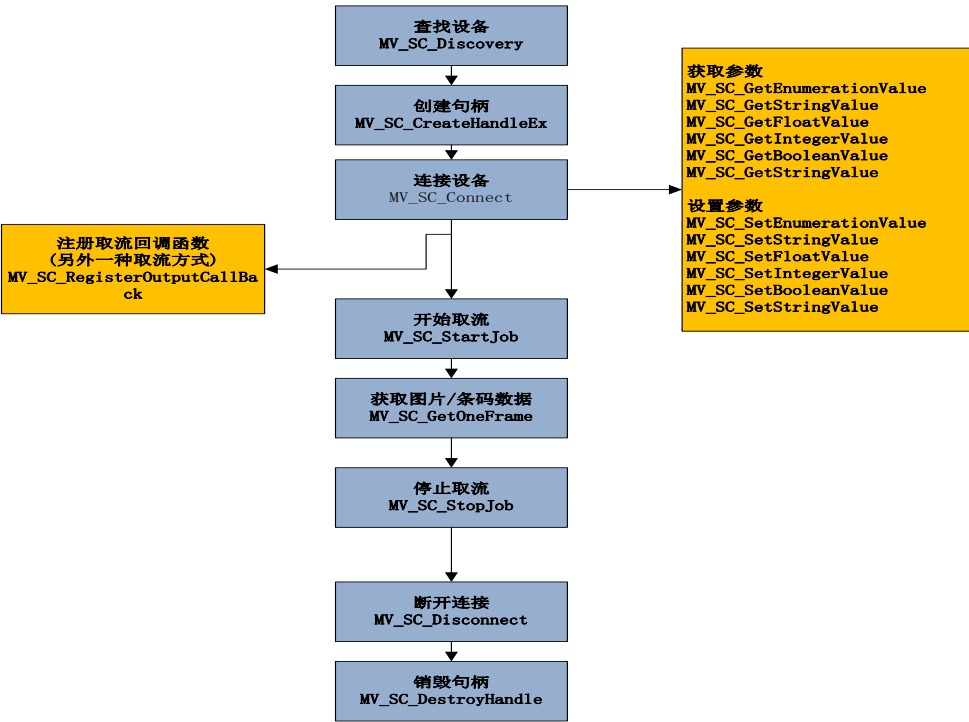 查找设备
MV_SC_Discovery
创建句柄
MV_SC_CreateHandleEx
连接设备
MV_SC_Connect
获取参数
MV_SC_GetEnumerationValue
MV_SC_GetStringValue
MV_SC_GetFloatValue
MV_SC_GetIntegerValue
MV_SC_GetBooleanValue
MV_SC_GetStringValue
设置参数
MV_SC_SetEnumerationValue
MV_SC_SetStringValue
MV_SC_SetFloatValue
MV_SC_SetIntegerValue
MV_SC_SetBooleanValue
MV_SC_SetStringValue
注册取流回调函数
(另外一种取流方式)
MV_SC_RegisterOutputCallBa
ck
开始取流
MV_SC_StartJob
获取图片/条码数据
MV_SC_GetOneFrame
停止取流
MV_SC_StopJob
断开连接
MV_SC_Disconnect
销毁句柄
MV_SC_DestroyHandle